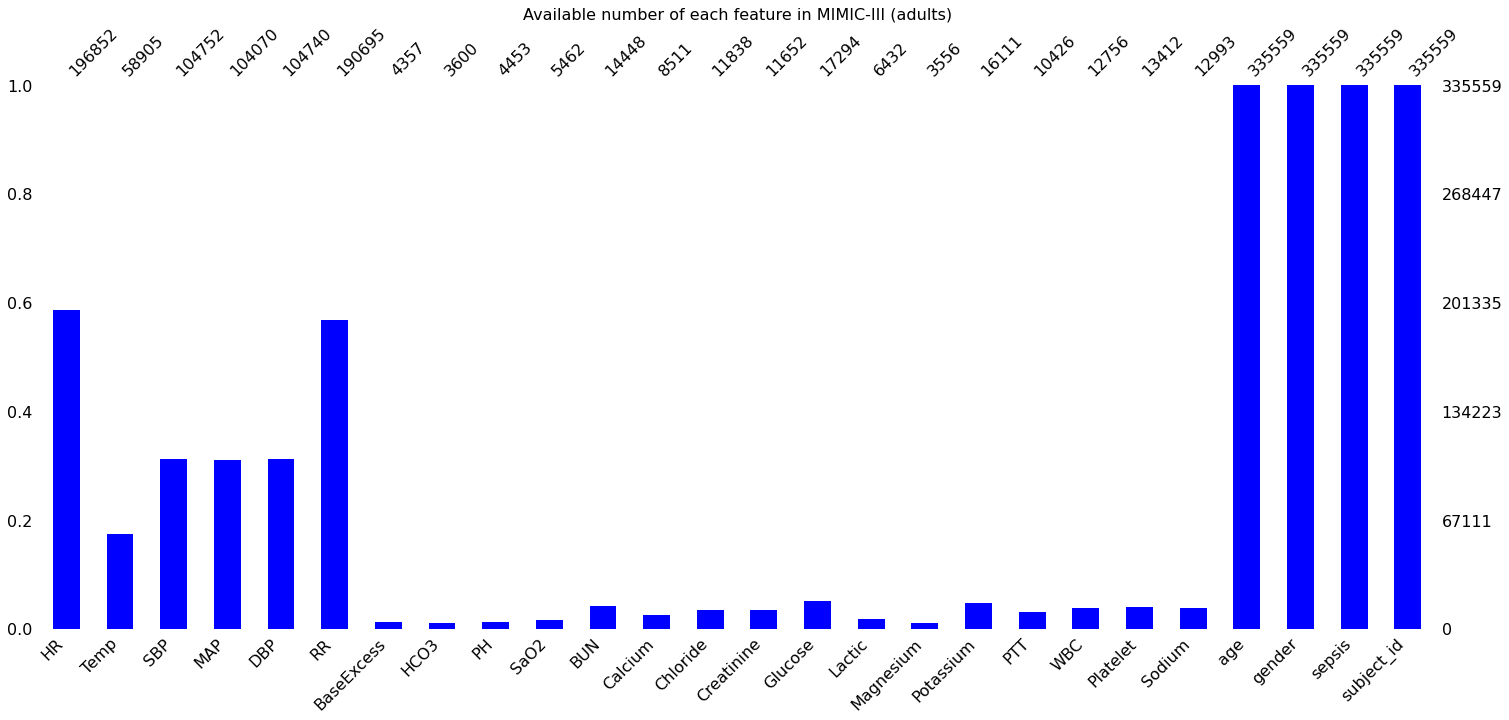 Available number of each feature in MIMIC-III (adults)
196852 58905 104752 104070 104740 190695 4357 3600 4453 5462 14448 8511 11838 11652 17294 6432 3556 16111 10426 12756 13412 12993 335559 335559 335559 335559
1.0 335559
0.8 268447
0.6 201335
0.4 134223
0.2 67111
0.0 0
HR Temp SBP MAP DBP RR BaseExcess HCO3 PH SaO2 BUN Calcium Chloride Creatinine Glucose Lactic Magnesium Potassium PTT WBC Platelet Sodium age gender sepsis subject_id